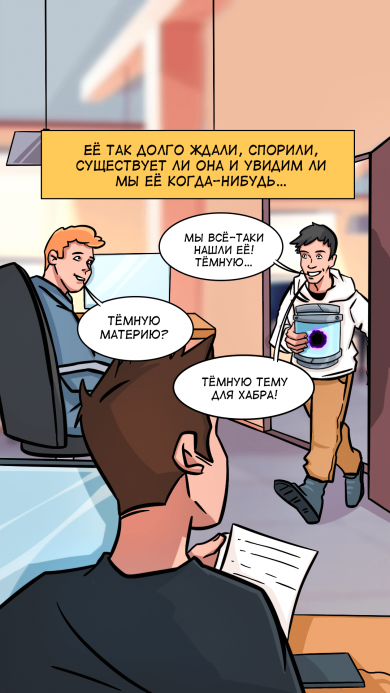 ЕЁ ТАК ДОЛГО ЖДАЛИ, СПОРИЛИ,
СУЩЕСТВУЕТ ЛИ ОНА И УВИДИМ ЛИ
МЫ ЕЁ КОГДА-НИБУДЬ...
МЫ ВСЁ-ТАКИ
НАШЛИ ЕЁ!
ТЁМНУЮ...
ТЁМНУЮ
МАТЕРИЮ?
ТЁМНУЮ ТЕМУ
ДЛЯ ХАБРА!